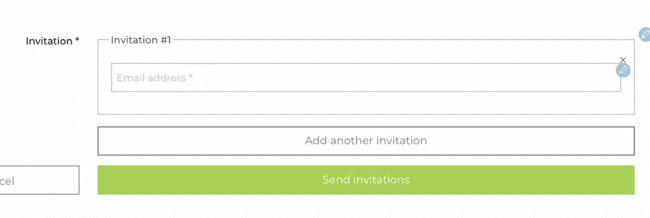 Invitation *
Invitation #1
Email address *
Add another invitation
cel
Send invitations